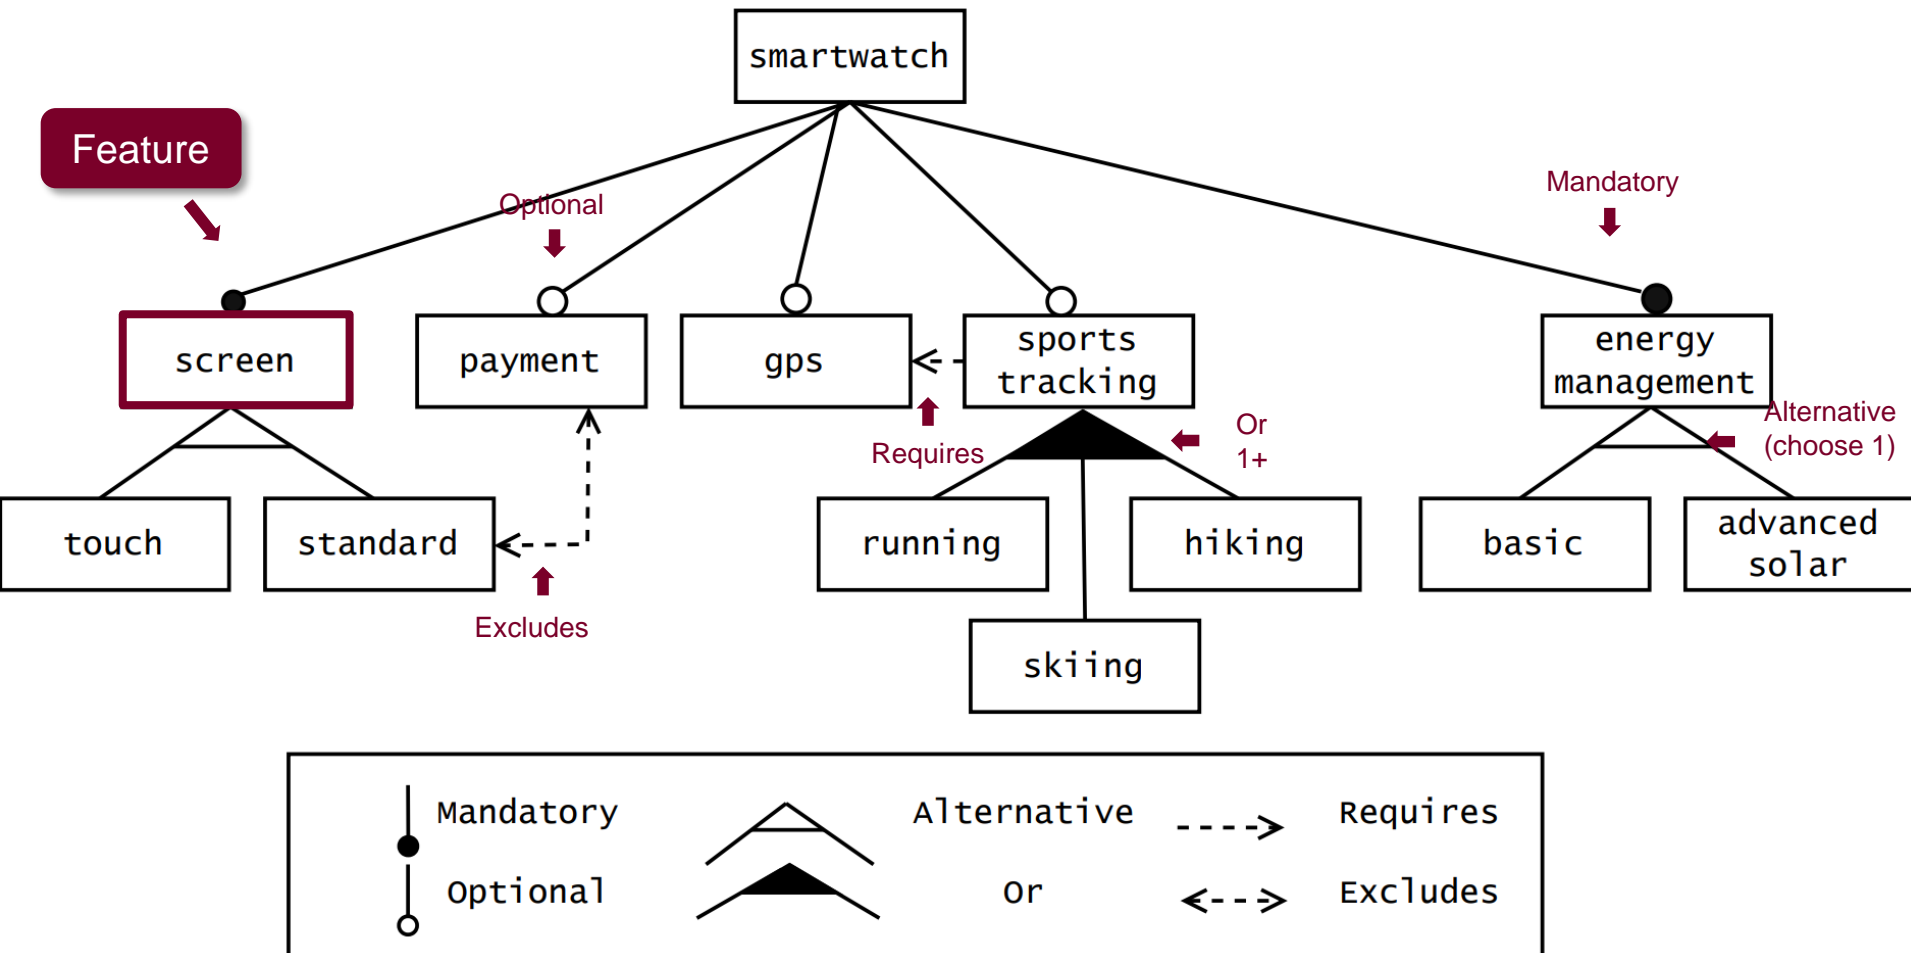 smartwatch
Feature
Optional
Mandatory
screen
payment
gps
sports
tracking
energy
management
Requires
Or
1+
Alternative
(choose 1)
touch
standard
running
hiking
basic
advanced
solar
Excludes
skiing
Mandatory
Alternative
Requires
Optional
Or
Excludes